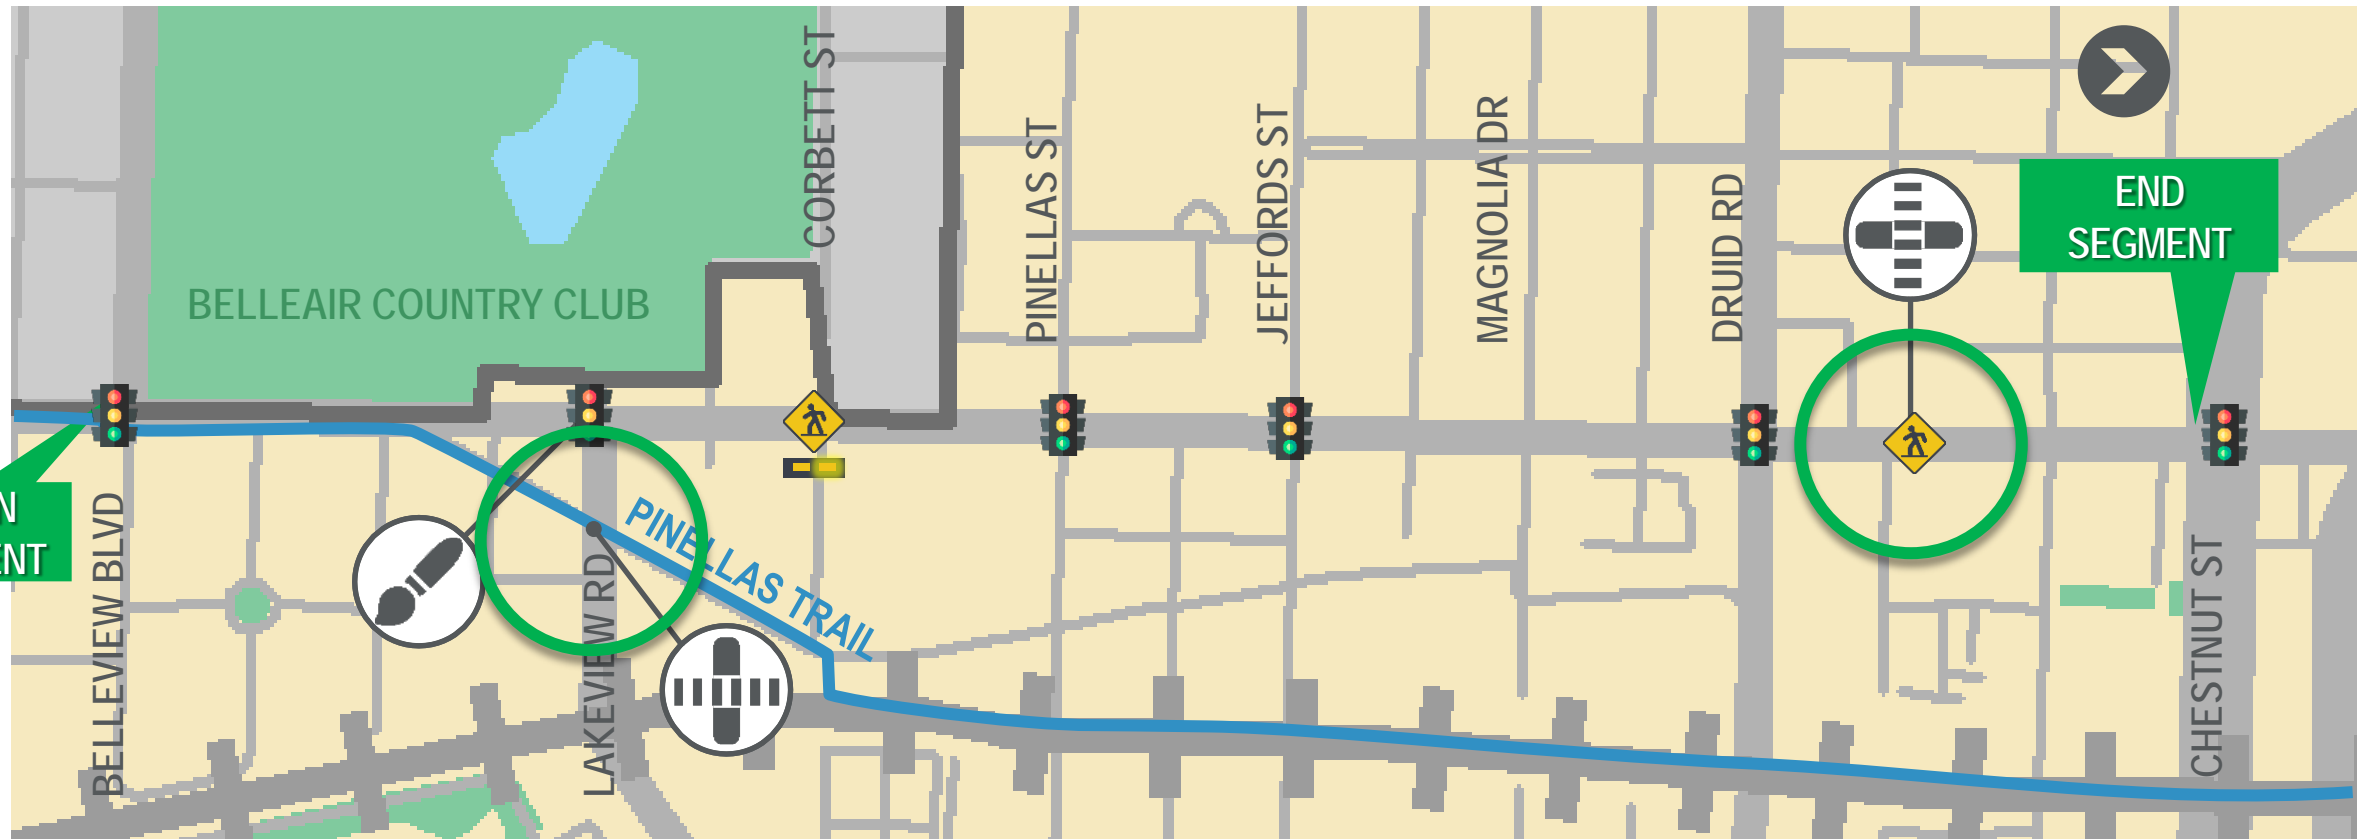 CORBETT ST
PINELLAS ST
JEFFORDS ST
MAGNOLIA DR
DRUID RD
END
SEGMENT
BELLEAIR COUNTRY CLUB
BELLEVIEW BLVD
LAKEVIEW RD
PINELLAS TRAIL
CHESTNUT ST